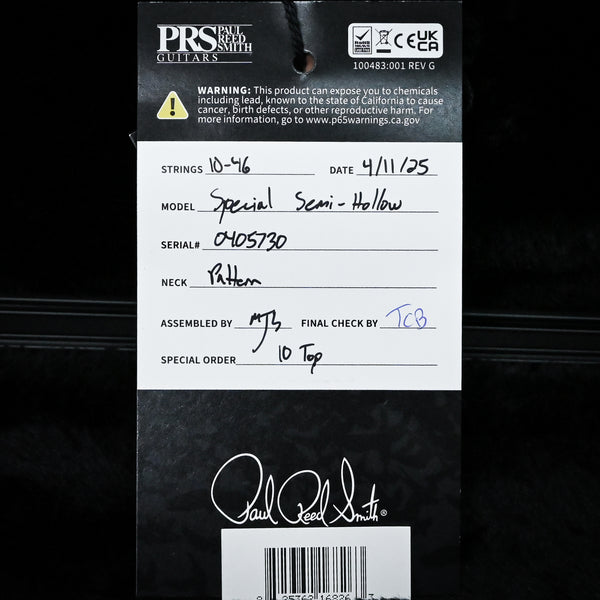 PRS PAUL REED SMITH
GUITARS
CE UK CA
100483:001 REV G
WARNING: This product can expose you to chemicals
including lead, known to the state of California to cause
cancer, birth defects, or other reproductive harm. For
more information, go to www.p65warnings.ca.gov
STRINGS 10-46 DATE 4/11/25
MODEL Special Semi-Hollow
SERIAL# 0405730
NECK Pattern
ASSEMBLED BY MJB FINAL CHECK BY TCB
SPECIAL ORDER 10 Top
Paul Reed Smith®